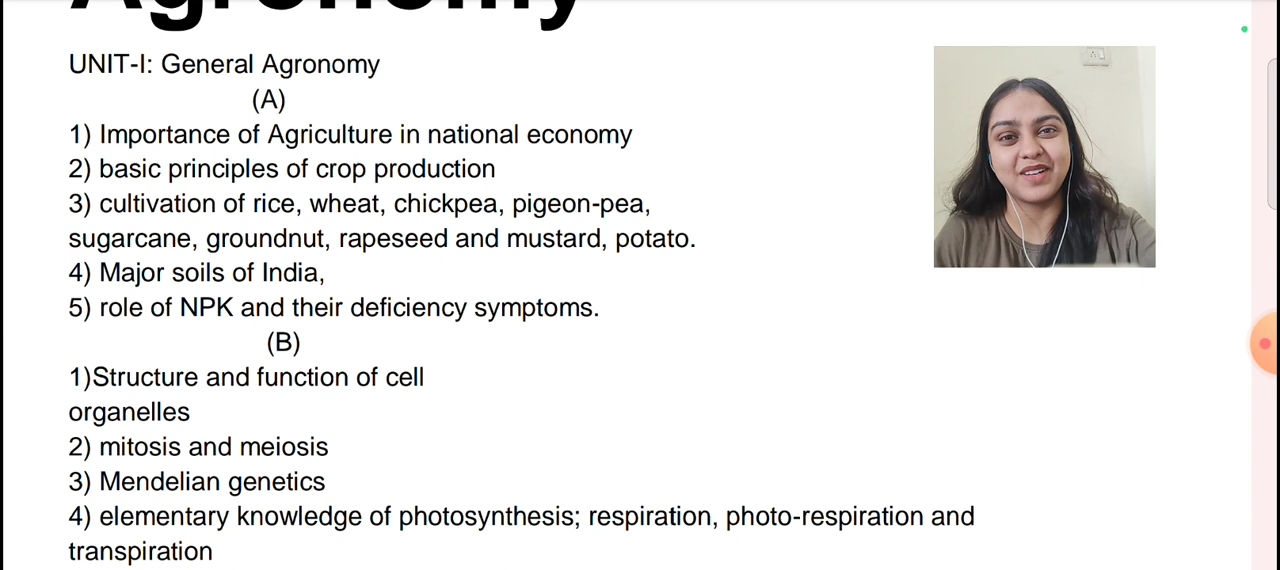 Agronomy
UNIT-I: General Agronomy
(A)
1) Importance of Agriculture in national economy
2) basic principles of crop production
3) cultivation of rice, wheat, chickpea, pigeon-pea,
sugarcane, groundnut, rapeseed and mustard, potato.
4) Major soils of India,
5) role of NPK and their deficiency symptoms.
(B)
1)Structure and function of cell
organelles
2) mitosis and meiosis
3) Mendelian genetics
4) elementary knowledge of photosynthesis; respiration, photo-respiration and
transpiration